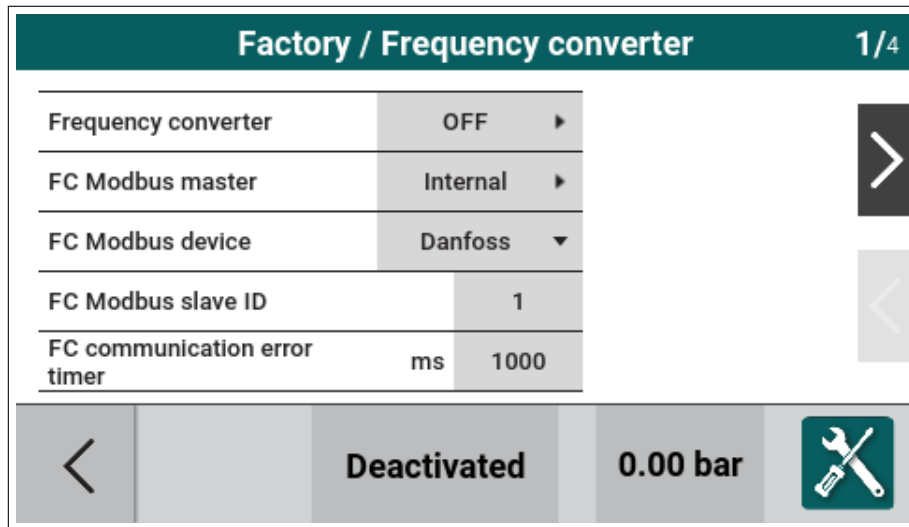 Factory / Frequency converter 1/4
Frequency converter OFF
FC Modbus master Internal
FC Modbus device Danfoss
FC Modbus slave ID 1
FC communication error
timer ms 1000
Deactivated 0.00 bar